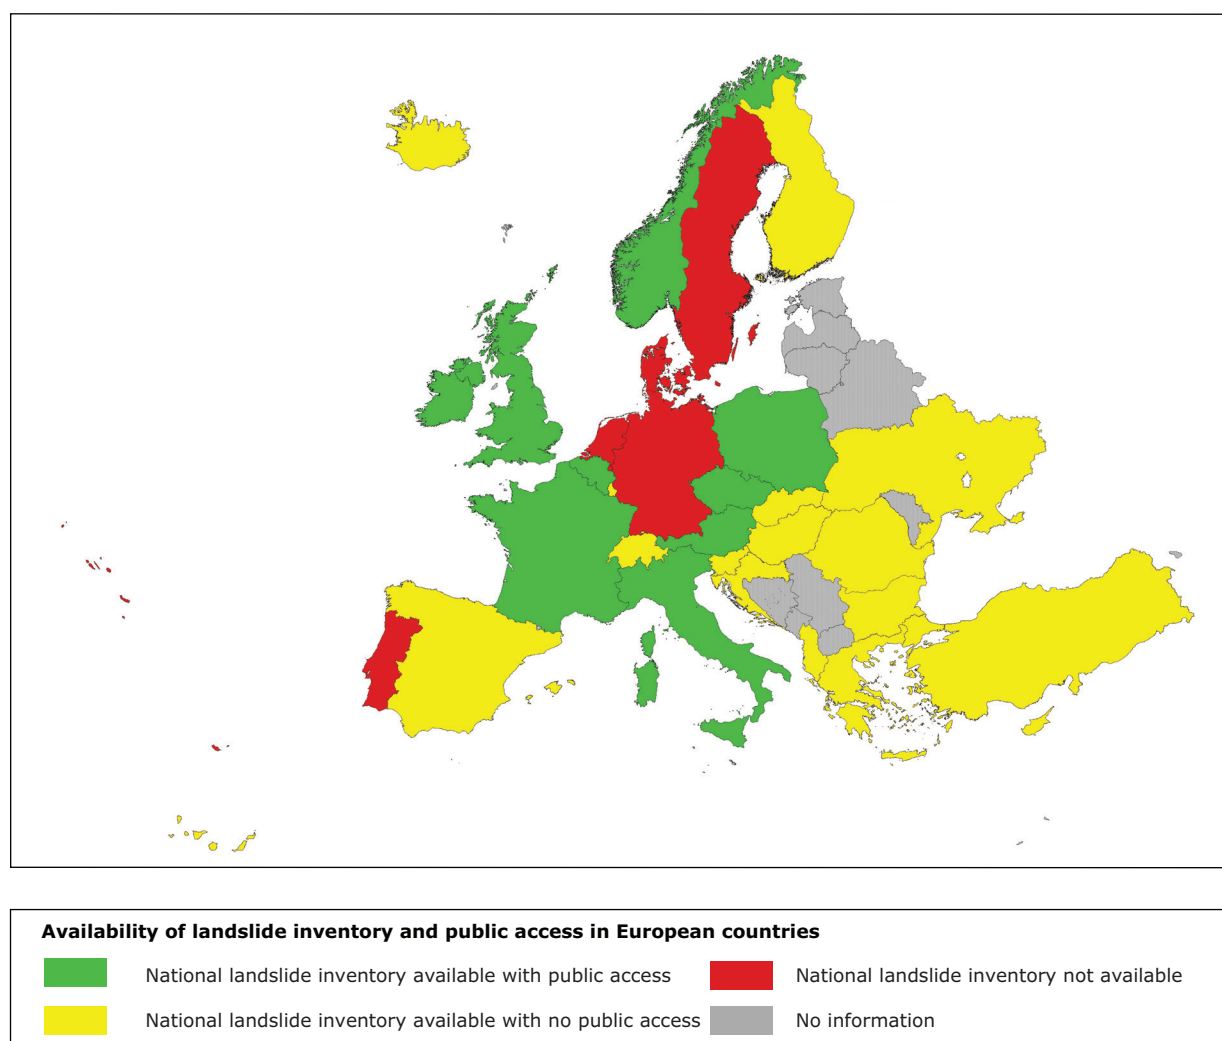 Availability of landslide inventory and public access in European countries
National landslide inventory available with public access
National landslide inventory not available
National landslide inventory available with no public access
No information